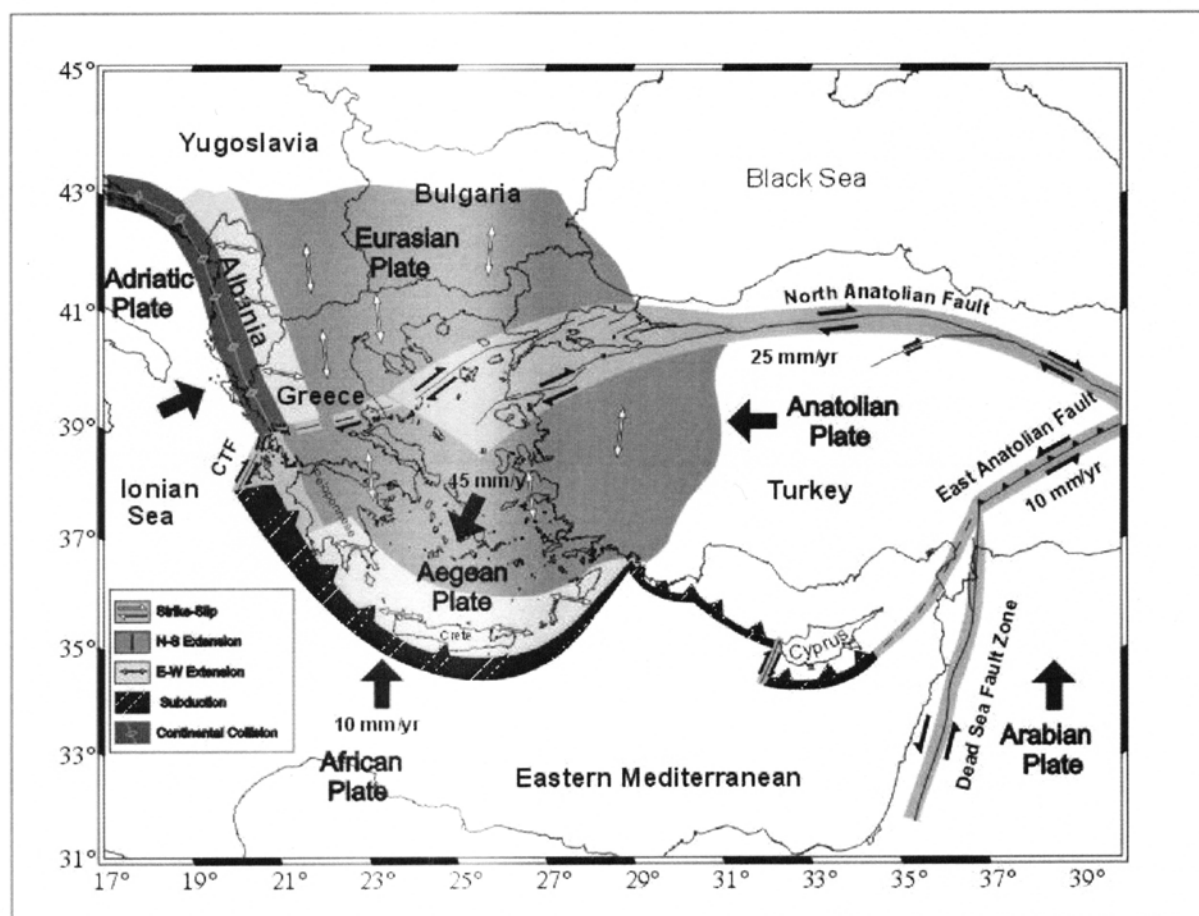 45°
43°
41°
39°
37°
35°
33°
31°
17°
19°
21°
23°
25°
27°
29°
31°
33°
35°
37°
39°
Yugoslavia
Bulgaria
Black Sea
Eurasian
Plate
Adriatic
Plate
Albania
North Anatolian Fault
25 mm/yr
Greece
Anatolian
Plate
East Anatolian Fault
10 mm/yr
CTF
Ionian
Sea
Peloponnese
45 mm/y
Turkey
Aegean
Plate
Crete
Cyprus
Dead Sea Fault Zone
Arabian
Plate
10 mm/yr
African
Plate
Eastern Mediterranean
Strike-Slip
N-S Extension
E-W Extension
Subduction
Continental Collision